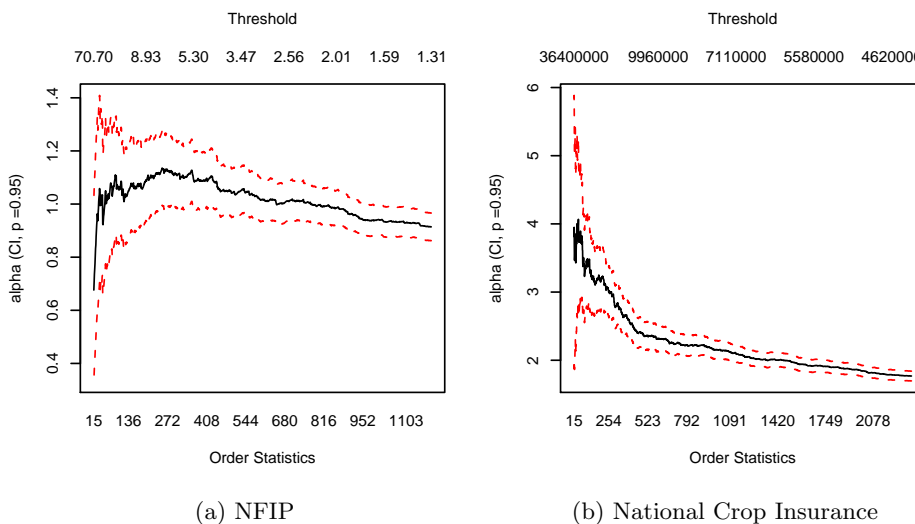 Threshold
70.70 8.93 5.30 3.47 2.56 2.01 1.59 1.31
1.4
1.2
1.0
0.8
0.6
0.4
alpha (CI, p =0.95)
15 136 272 408 544 680 816 952 1103
Order Statistics
(a) NFIP
Threshold
36400000 9960000 7110000 5580000 4620000
6
5
4
3
2
alpha (CI, p =0.95)
15 254 523 792 1091 1420 1749 2078
Order Statistics
(b) National Crop Insurance